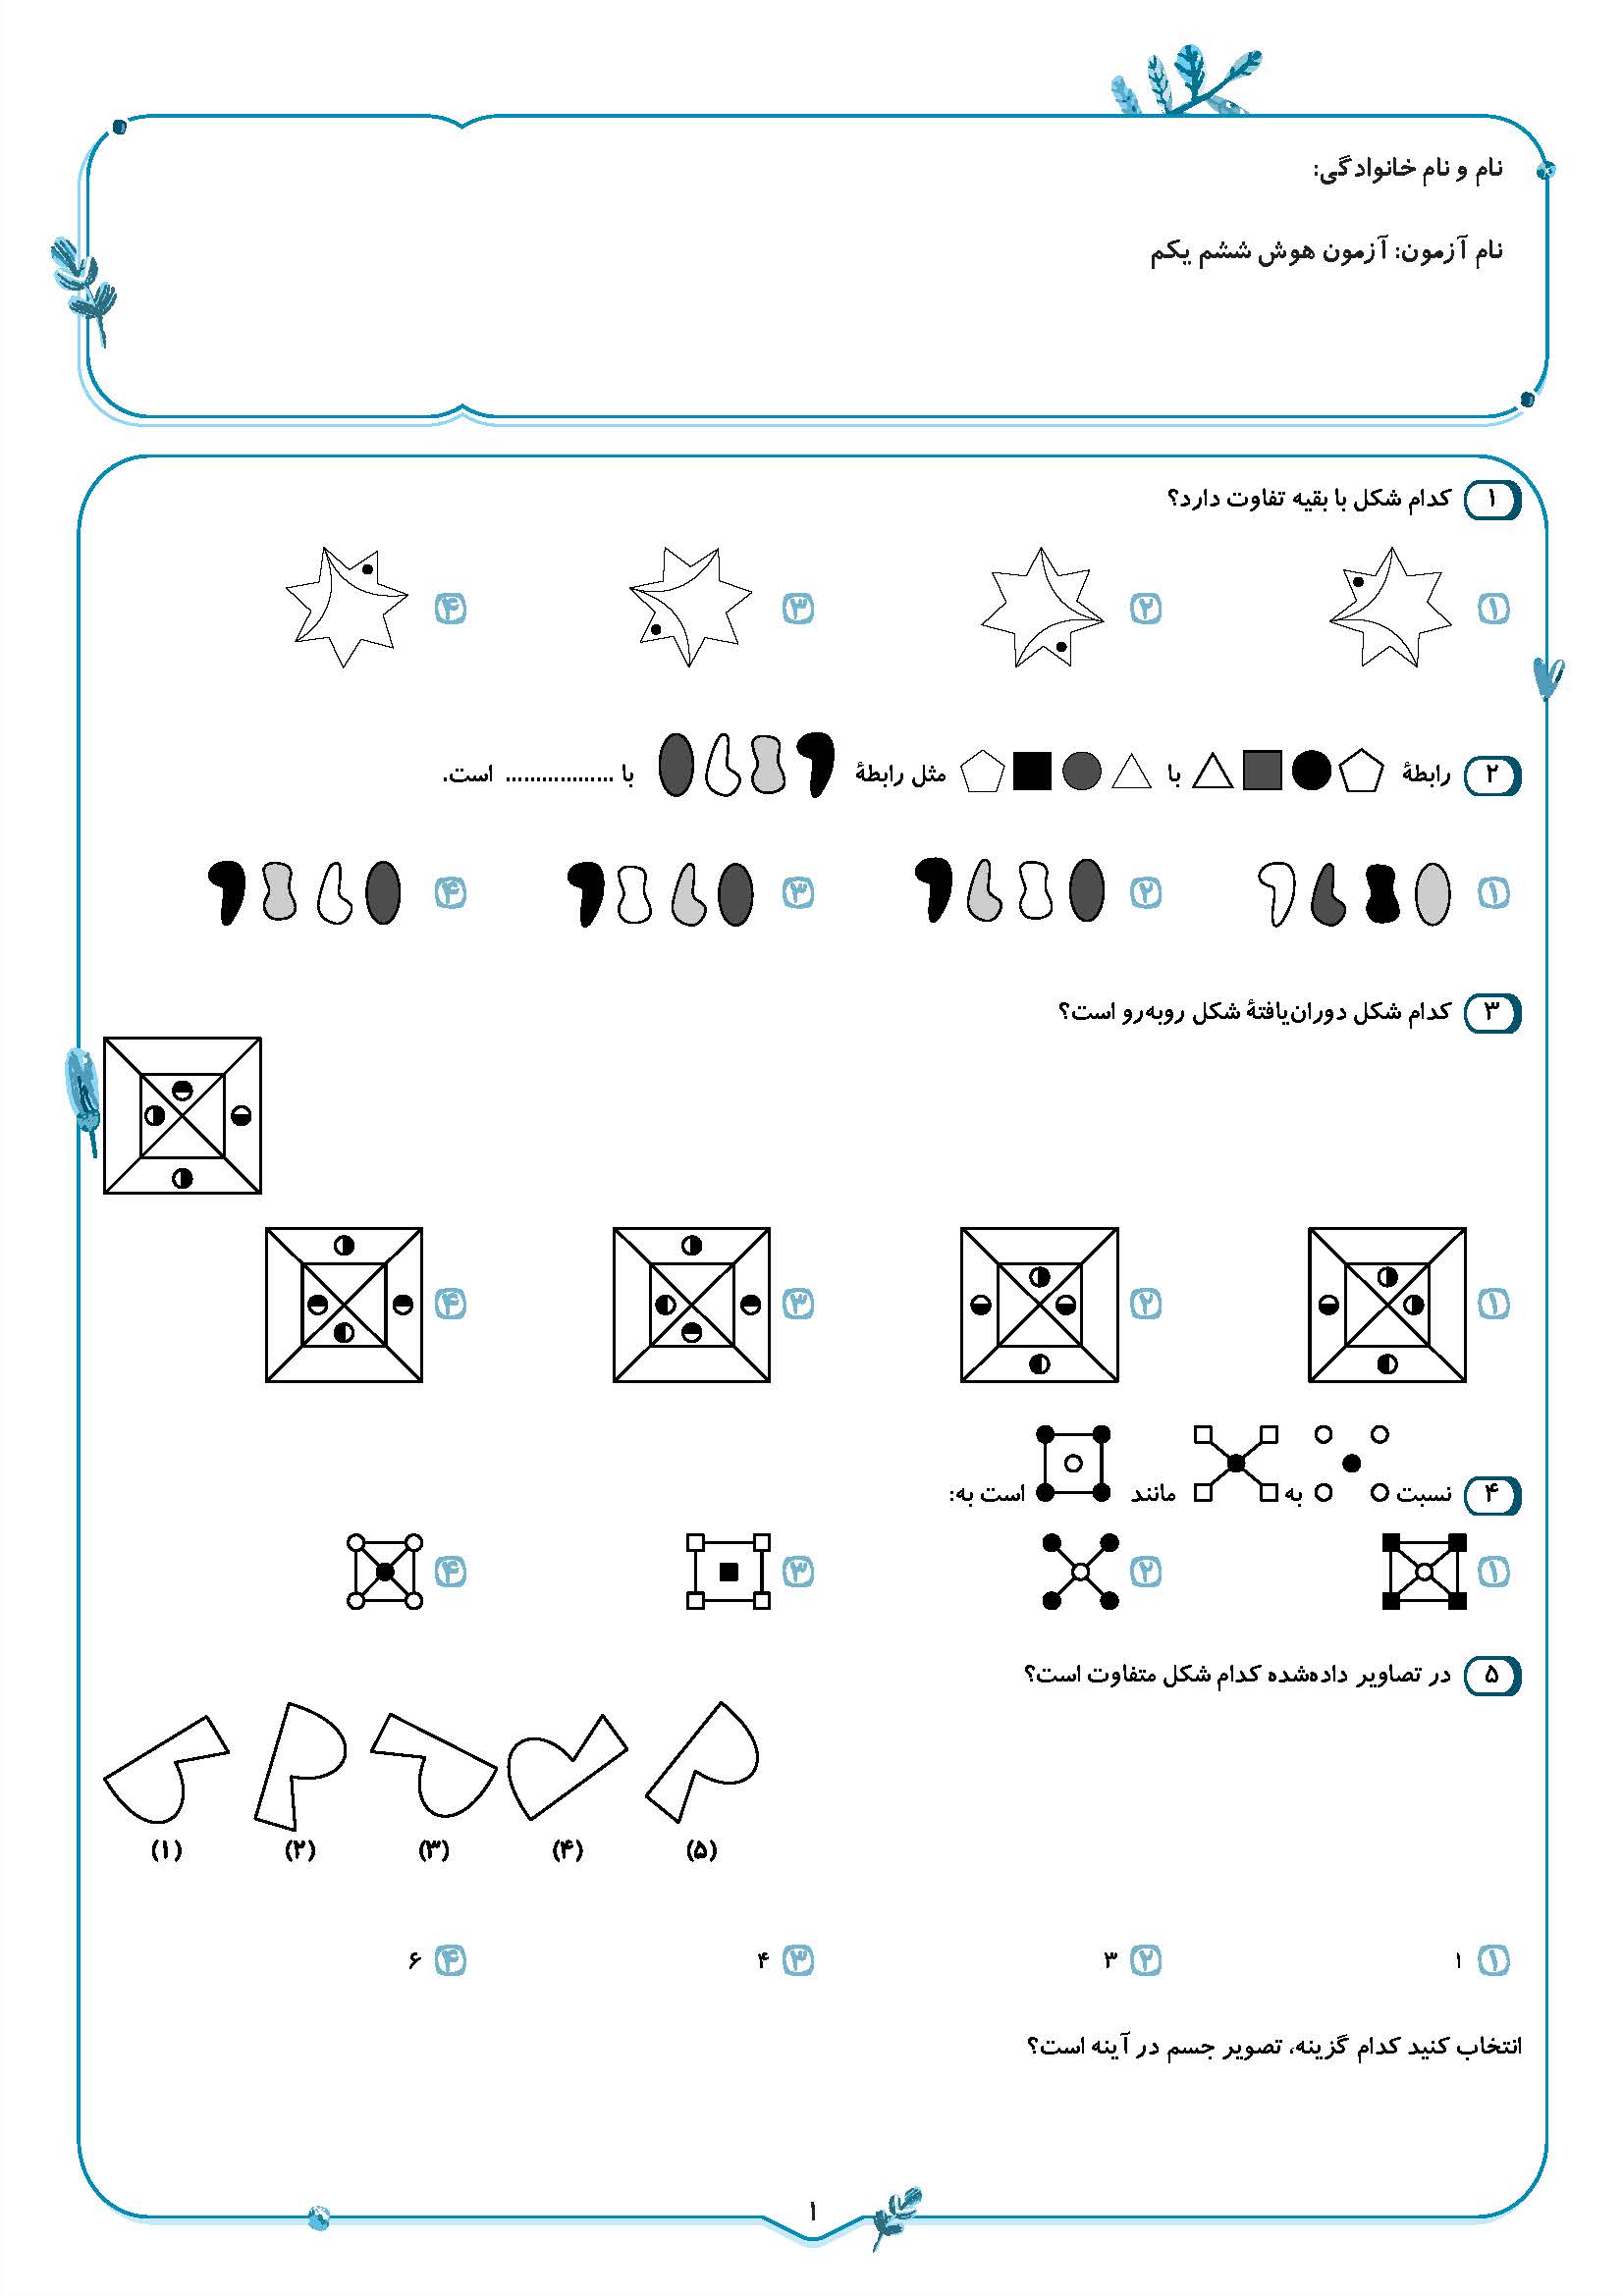 نام و نام خانوادگی:
نام آزمون: آزمون هوش ششم یکم
۱ کدام شکل با بقیه تفاوت دارد؟
۱ ۲ ۳ ۴
۲ رابطهٔ با مثل رابطهٔ با .................. است.
۱ ۲ ۳ ۴
۳ کدام شکل دوران‌یافتهٔ شکل روبه‌رو است؟
۱ ۲ ۳ ۴
۴ نسبت به مانند است به:
۱ ۲ ۳ ۴
۵ در تصاویر داده‌شده کدام شکل متفاوت است؟
(۱) (۲) (۳) (۴) (۵)
۱ ۱ ۲ ۳ ۳ ۴ ۴ ۶
انتخاب کنید کدام گزینه، تصویر جسم در آینه است؟
۱